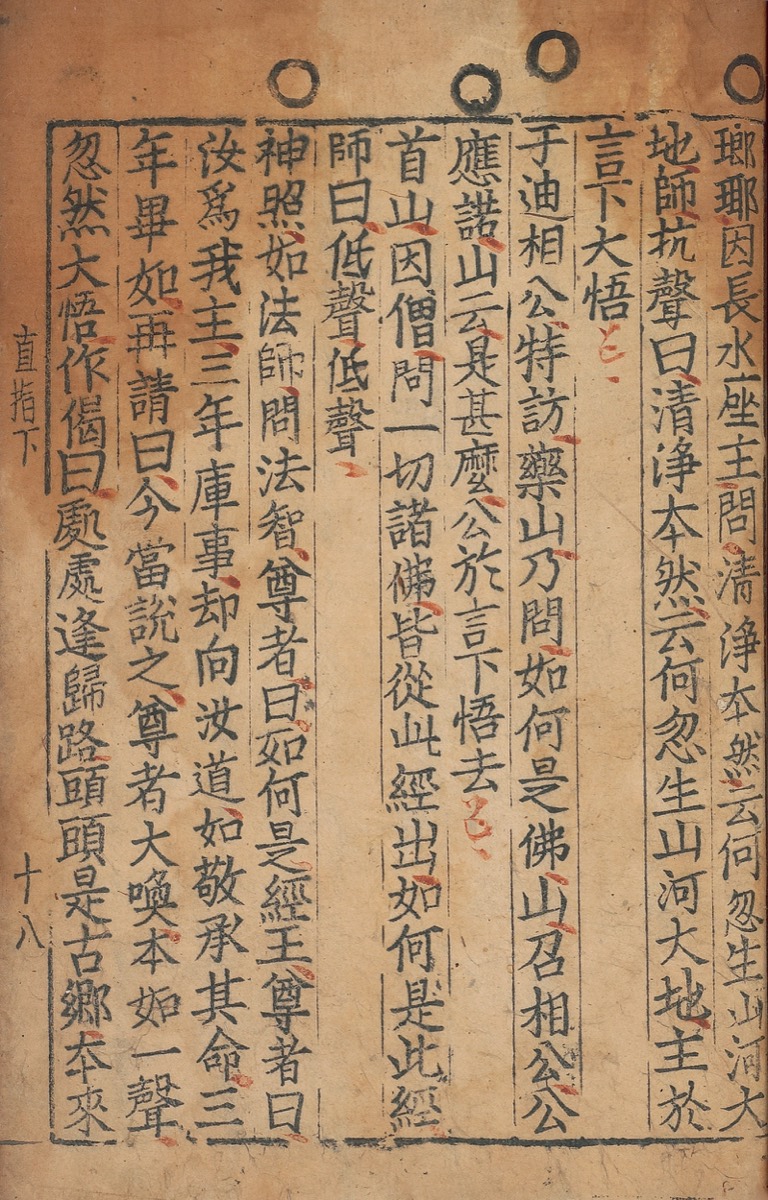 瑯瑘因長水座主問清淨本然云何忽生山河大
地師抗聲曰清淨本然云何忽生山河大地主於
言下大悟
于迪相公特訪藥山乃問如何是佛山召相公公
應諾山云是甚麽公於言下悟去
首山因僧問一切諸佛皆從此經出如何是此經
師曰低聲低聲
神照如法師問法智尊者曰如何是經王尊者曰
汝爲我主三年庫事却向汝道如敬承其命三
年畢如再請曰今當說之尊者大喚本如一聲
忽然大悟作偈曰處處逢歸路頭頭是古鄉本來
直指下
十八